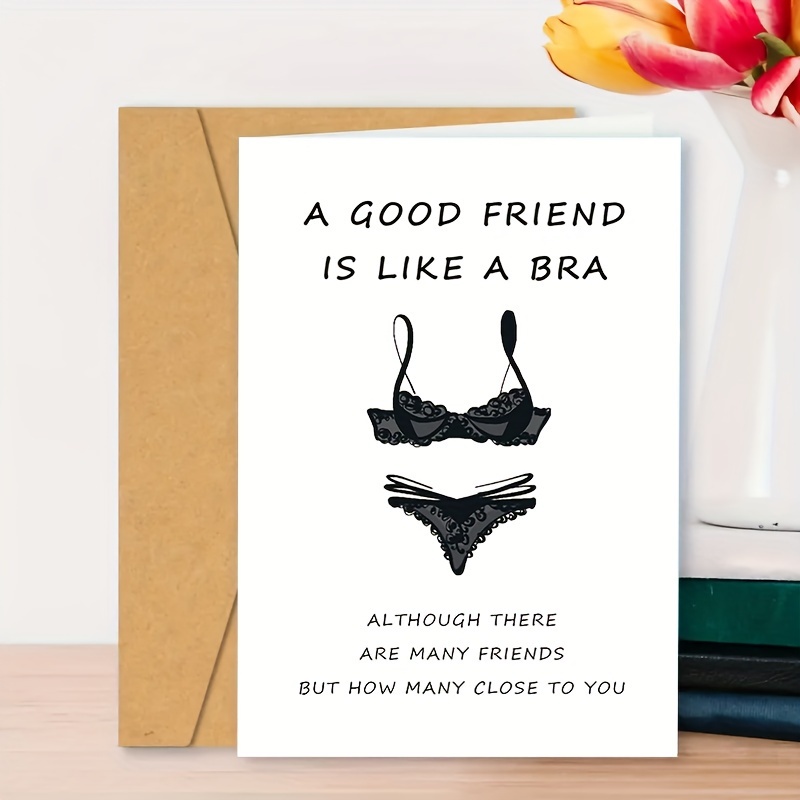 A GOOD FRIEND
IS LIKE A BRA
ALTHOUGH THERE
ARE MANY FRIENDS
BUT HOW MANY CLOSE TO YOU